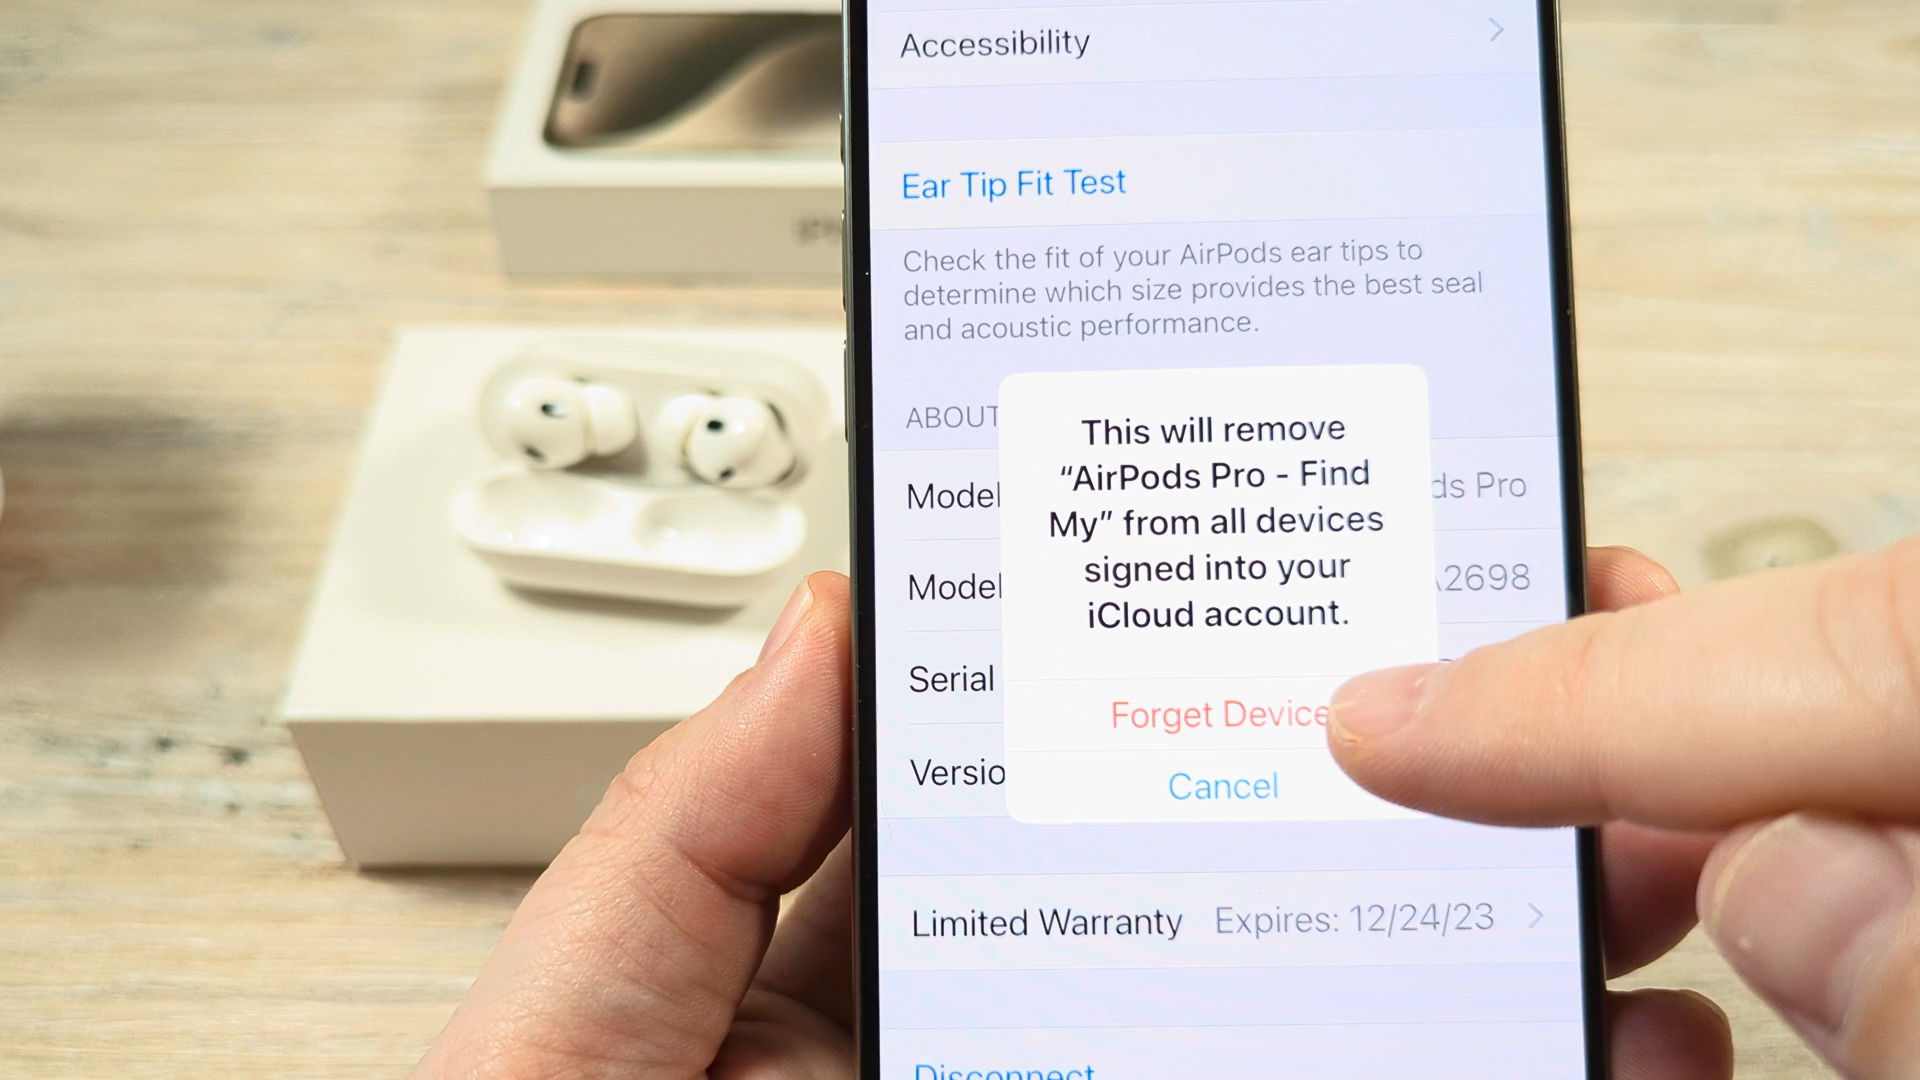 Accessibility
Ear Tip Fit Test
Check the fit of your AirPods ear tips to
determine which size provides the best seal
and acoustic performance.
ABOUT
This will remove
“AirPods Pro - Find
My” from all devices
signed into your
iCloud account.
Forget Device
Cancel
Model
ds Pro
Model
A2698
Serial
Versio
Limited Warranty Expires: 12/24/23
Disconnect